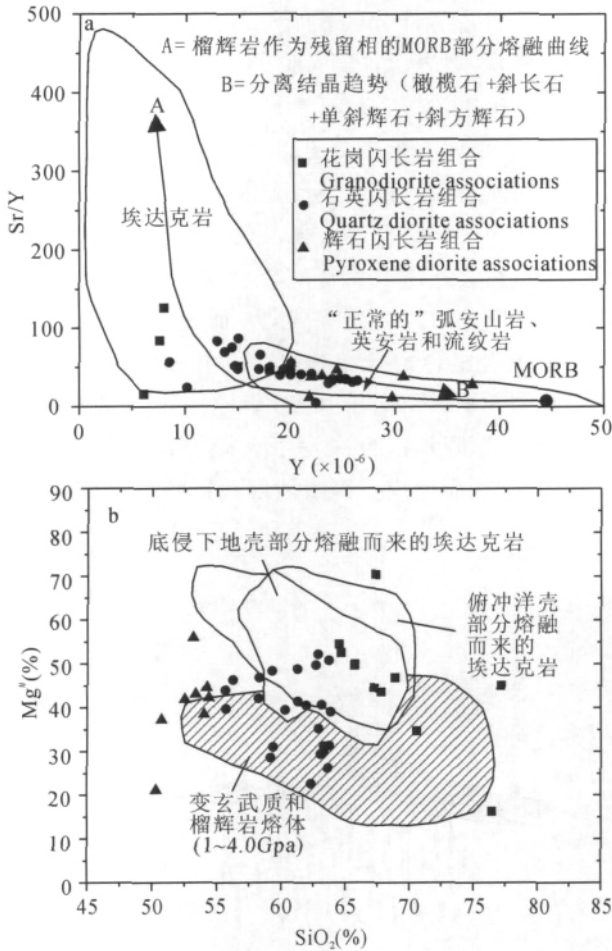 a
A=榴辉岩作为残留相的MORB部分熔融曲线
B=分离结晶趋势（橄榄石+斜长石
+单斜辉石+斜方辉石）
花岗闪长岩组合
Granodiorite associations
石英闪长岩组合
Quartz diorite associations
辉石闪长岩组合
Pyroxene diorite associations
A
埃达克岩
“正常的”弧安山岩、
英安岩和流纹岩
MORB
B
Sr/Y
500
400
300
200
100
0
0 10 20 30 40 50
Y (×10⁻⁶)
b
底侵下地壳部分熔融而来的埃达克岩
俯冲洋壳
部分熔融
而来的
埃达克岩
变玄武质和
榴辉岩熔体
(1~4.0Gpa)
Mg#(%)
90
80
70
60
50
40
30
20
10
0
45 50 55 60 65 70 75 80 85
SiO₂(%)